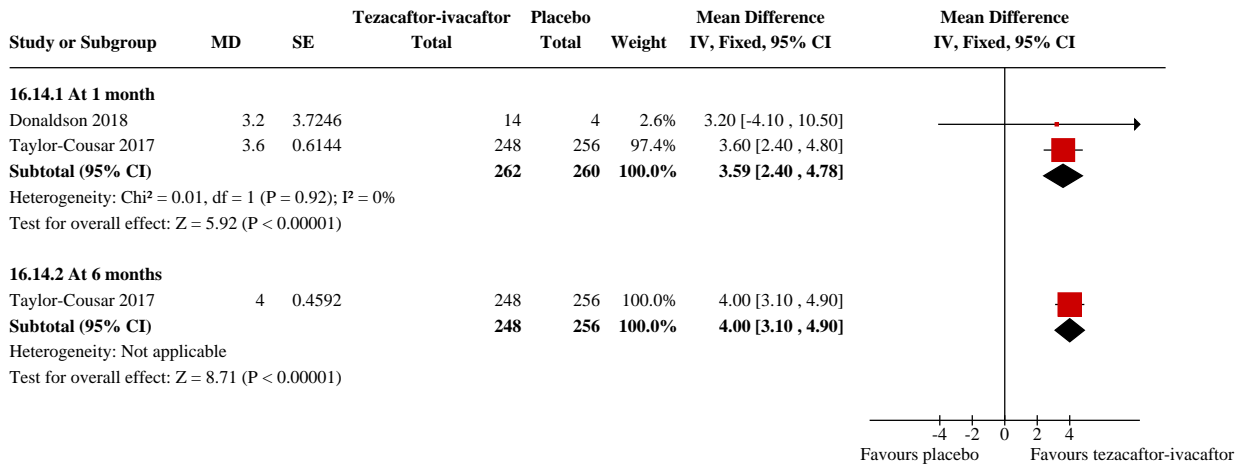 Tezacaftor-ivacaftor Placebo Mean Difference Mean Difference
Study or Subgroup MD SE Total Total Weight IV, Fixed, 95% CI IV, Fixed, 95% CI
16.14.1 At 1 month
Donaldson 2018 3.2 3.7246 14 4 2.6% 3.20 [-4.10 , 10.50]
Taylor-Cousar 2017 3.6 0.6144 248 256 97.4% 3.60 [2.40 , 4.80]
Subtotal (95% CI) 262 260 100.0% 3.59 [2.40 , 4.78]
Heterogeneity: Chi² = 0.01, df = 1 (P = 0.92); I² = 0%
Test for overall effect: Z = 5.92 (P < 0.00001)
16.14.2 At 6 months
Taylor-Cousar 2017 4 0.4592 248 256 100.0% 4.00 [3.10 , 4.90]
Subtotal (95% CI) 248 256 100.0% 4.00 [3.10 , 4.90]
Heterogeneity: Not applicable
Test for overall effect: Z = 8.71 (P < 0.00001)
-4 -2 0 2 4
Favours placebo Favours tezacaftor-ivacaftor